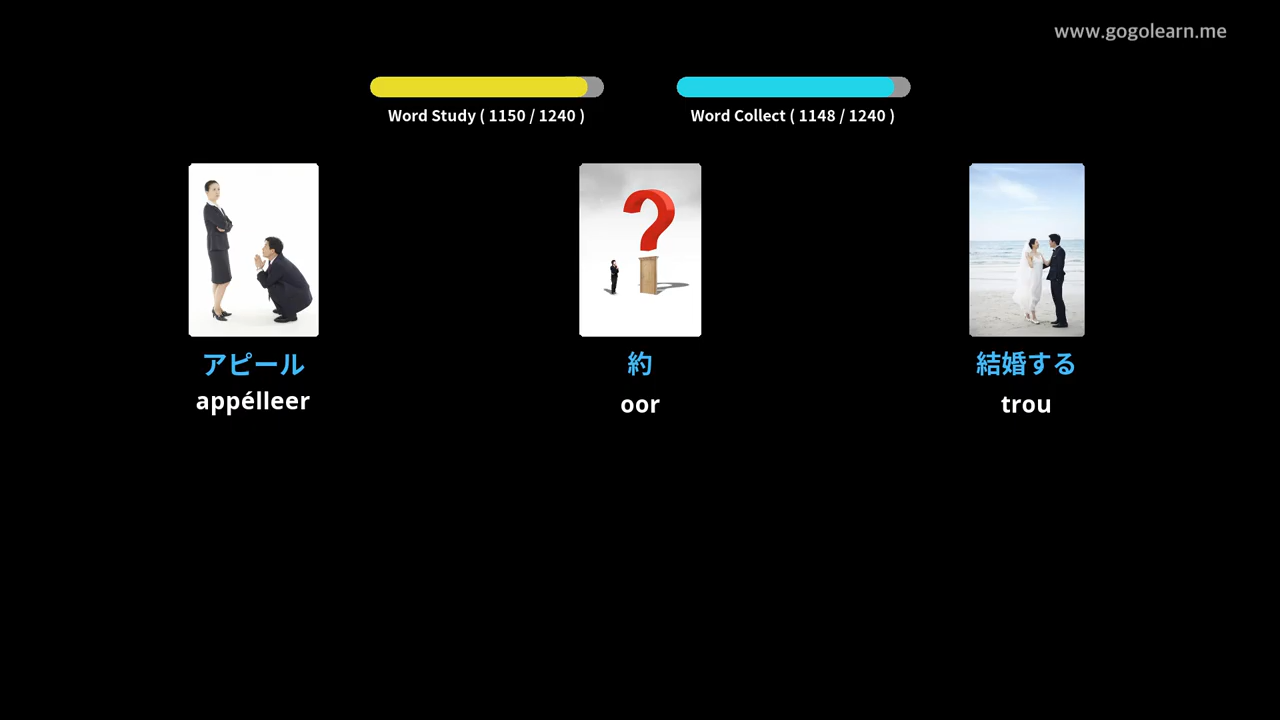 www.gogolearn.me
Word Study ( 1150 / 1240 )
Word Collect ( 1148 / 1240 )
アピール
約
結婚する
appélleer
oor
trou